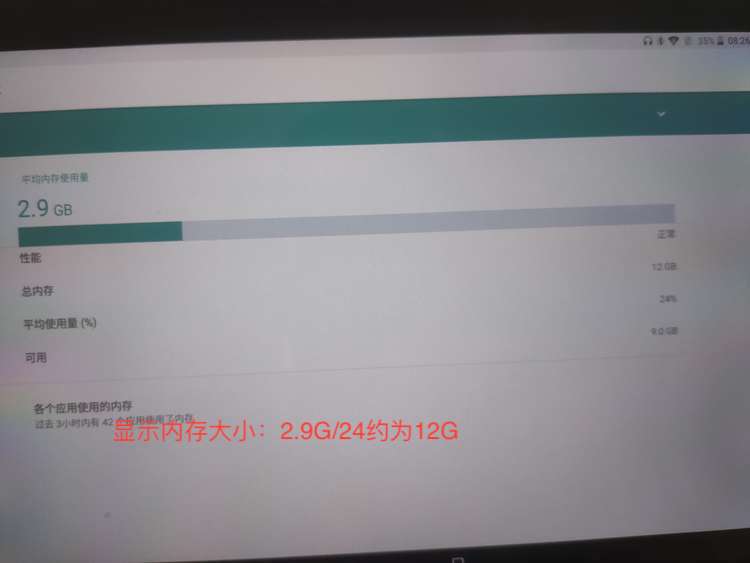 35% 08:26
平均内存使用量
2.9 GB
性能 正常
总内存 12 GB
平均使用量 (%) 24%
可用 9.0 GB
各个应用使用的内存
过去 3小时内有 42 个应用使用了内存
显示内存大小：2.9G/24约为12G